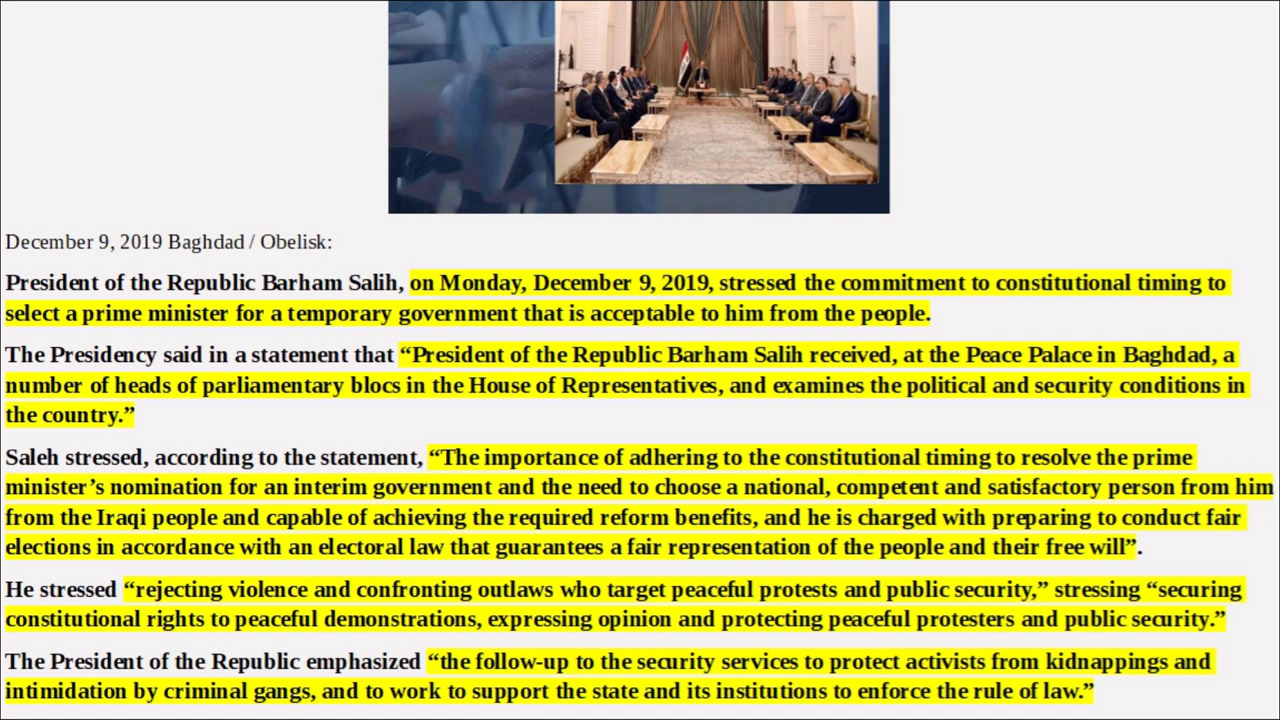 December 9, 2019 Baghdad / Obelisk:
President of the Republic Barham Salih, on Monday, December 9, 2019, stressed the commitment to constitutional timing to
select a prime minister for a temporary government that is acceptable to him from the people.
The Presidency said in a statement that “President of the Republic Barham Salih received, at the Peace Palace in Baghdad, a
number of heads of parliamentary blocs in the House of Representatives, and examines the political and security conditions in
the country.”
Saleh stressed, according to the statement, “The importance of adhering to the constitutional timing to resolve the prime
minister’s nomination for an interim government and the need to choose a national, competent and satisfactory person from him
from the Iraqi people and capable of achieving the required reform benefits, and he is charged with preparing to conduct fair
elections in accordance with an electoral law that guarantees a fair representation of the people and their free will”.
He stressed “rejecting violence and confronting outlaws who target peaceful protests and public security,” stressing “securing
constitutional rights to peaceful demonstrations, expressing opinion and protecting peaceful protesters and public security.”
The President of the Republic emphasized “the follow-up to the security services to protect activists from kidnappings and
intimidation by criminal gangs, and to work to support the state and its institutions to enforce the rule of law.”